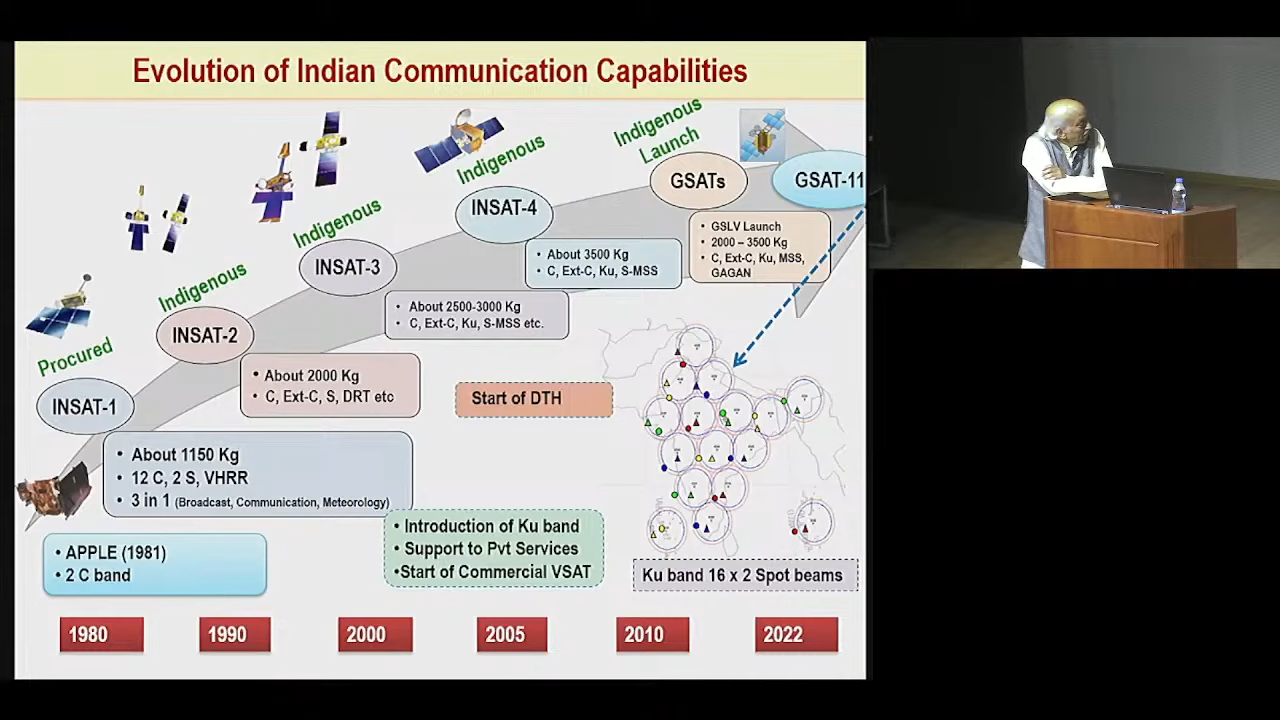 Evolution of Indian Communication Capabilities
Procured
INSAT-1
• About 1150 Kg
• 12 C, 2 S, VHRR
• 3 in 1 (Broadcast, Communication, Meteorology)
• APPLE (1981)
• 2 C band
Indigenous
INSAT-2
• About 2000 Kg
• C, Ext-C, S, DRT etc
Indigenous
INSAT-3
• About 2500-3000 Kg
• C, Ext-C, Ku, S-MSS etc.
• Introduction of Ku band
• Support to Pvt Services
•Start of Commercial VSAT
Indigenous
INSAT-4
• About 3500 Kg
• C, Ext-C, Ku, S-MSS
Start of DTH
Indigenous
Launch
GSATs
• GSLV Launch
• 2000 – 3500 Kg
• C, Ext-C, Ku, MSS,
GAGAN
GSAT-11
Ku band 16 x 2 Spot beams
1980
1990
2000
2005
2010
2022